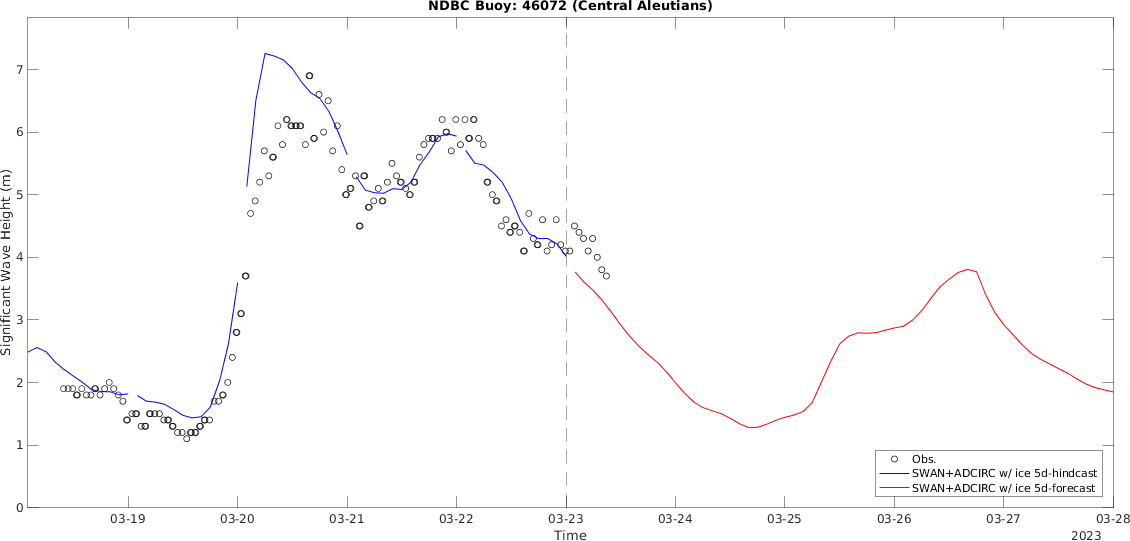 NDBC Buoy: 46072 (Central Aleutians)
Significant Wave Height (m)
7
6
5
4
3
2
1
0
Obs.
SWAN+ADCIRC w/ ice 5d-hindcast
SWAN+ADCIRC w/ ice 5d-forecast
03-19 03-20 03-21 03-22 03-23 03-24 03-25 03-26 03-27 03-28
Time
2023